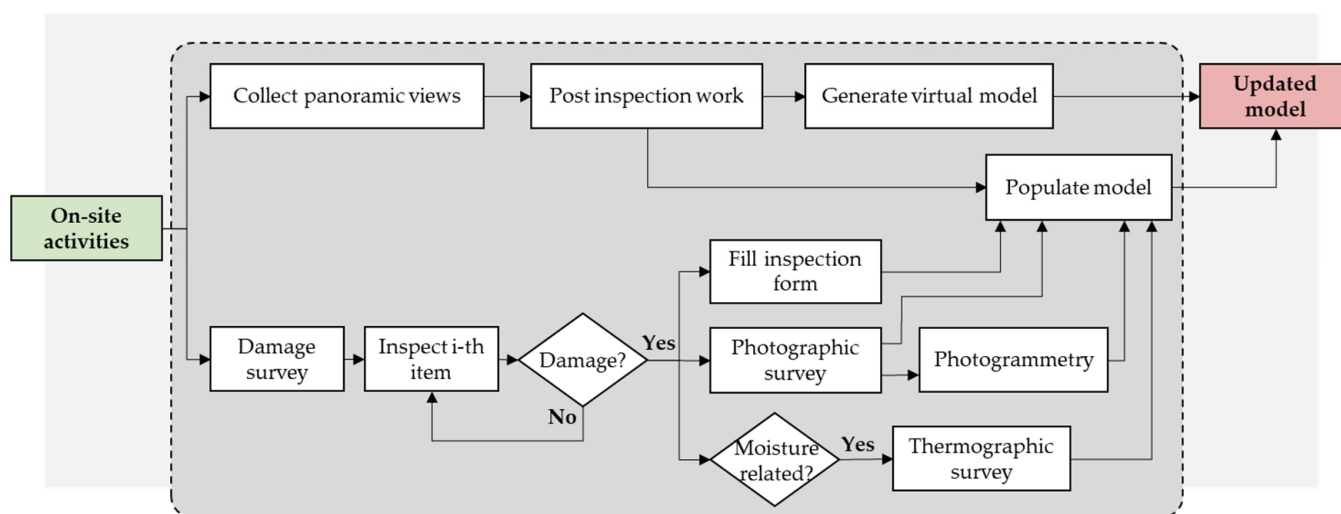 Collect panoramic views
Post inspection work
Generate virtual model
Updated
model
Populate model
On-site
activities
Fill inspection
form
Damage
survey
Inspect i-th
item
Damage?
Yes
No
Photographic
survey
Photogrammetry
Moisture
related?
Yes
Thermographic
survey